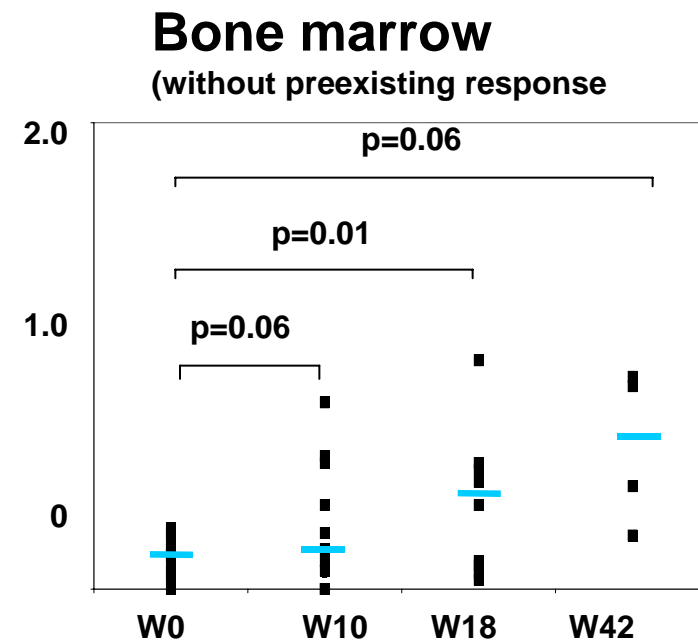 Bone marrow
(without preexisting response
2.0
p=0.06
p=0.01
1.0
p=0.06
0
W0 W10 W18 W42